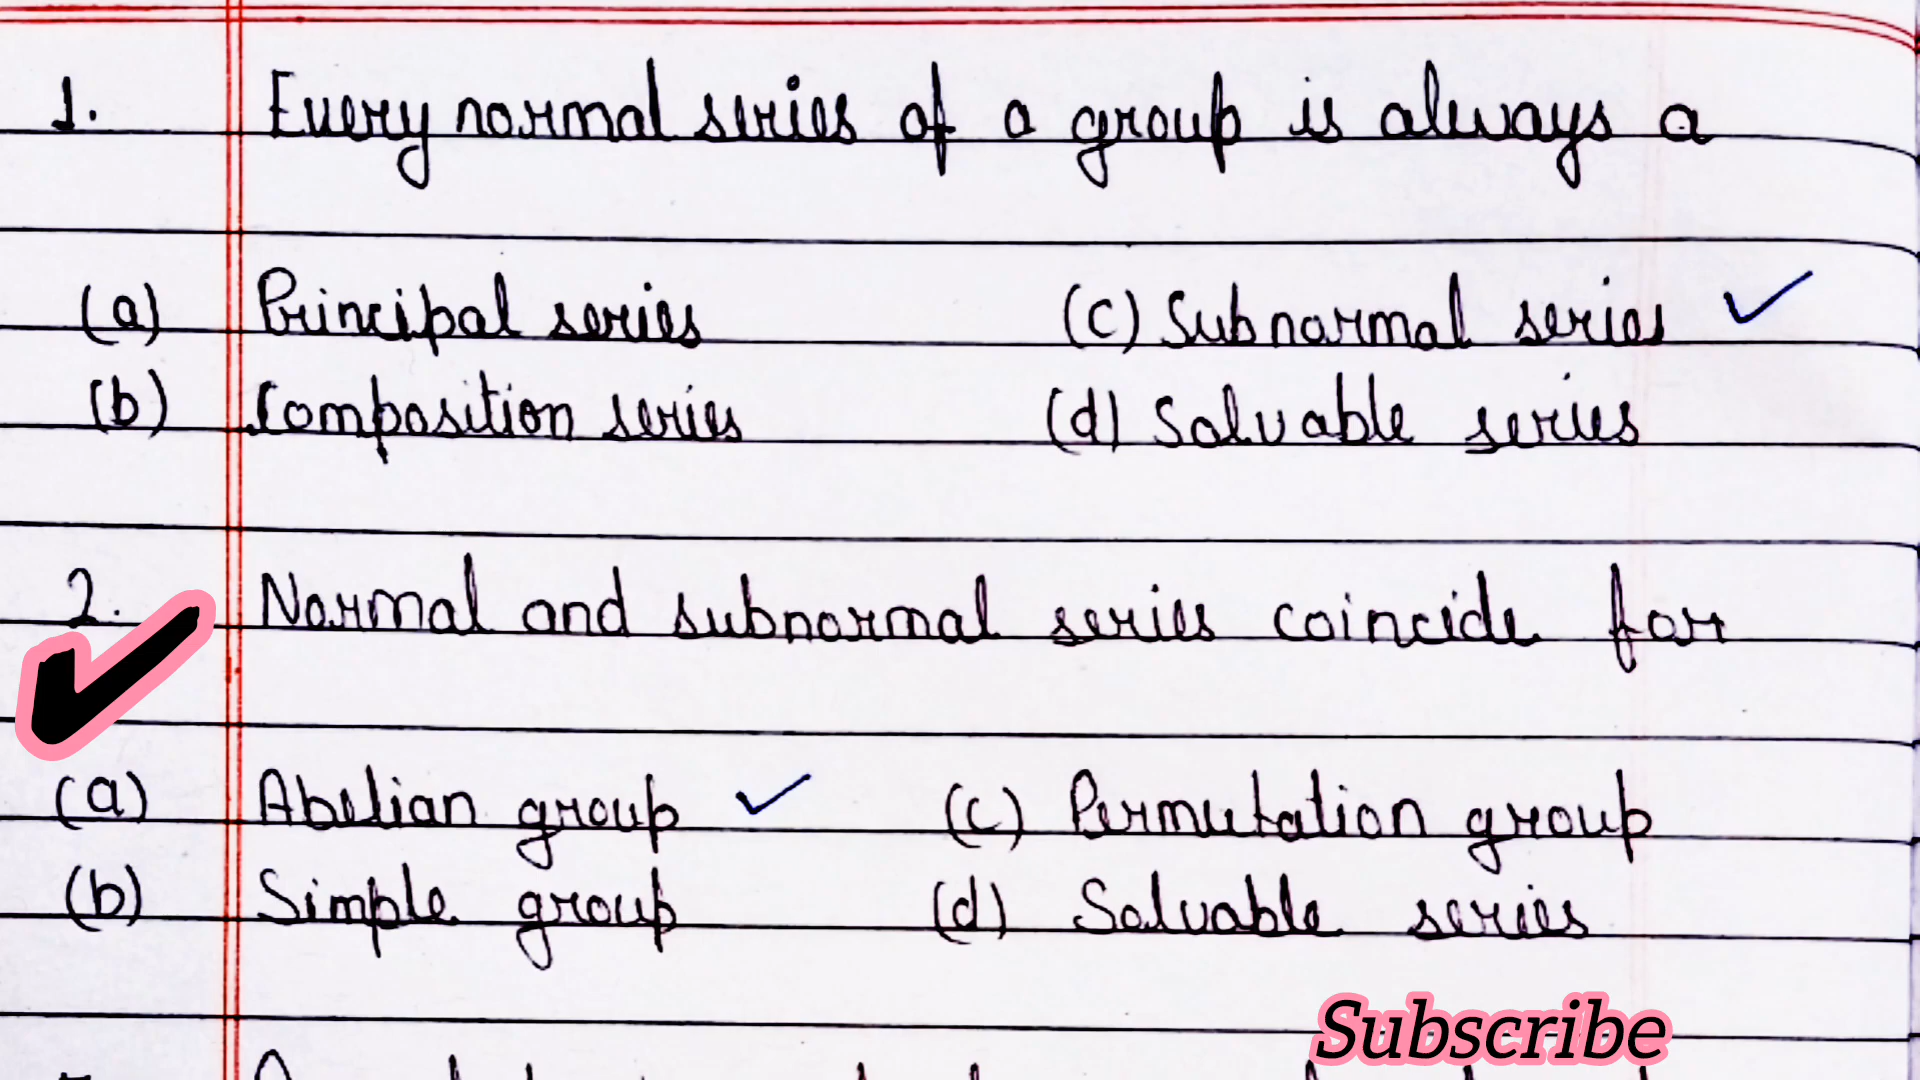 1. Every normal series of a group is always a
(a) Principal series (c) Subnormal series
(b) Composition series (d) Solvable series
2. Normal and subnormal series coincide for
(a) Abelian group (c) Permutation group
(b) Simple group (d) Solvable series
Subscribe